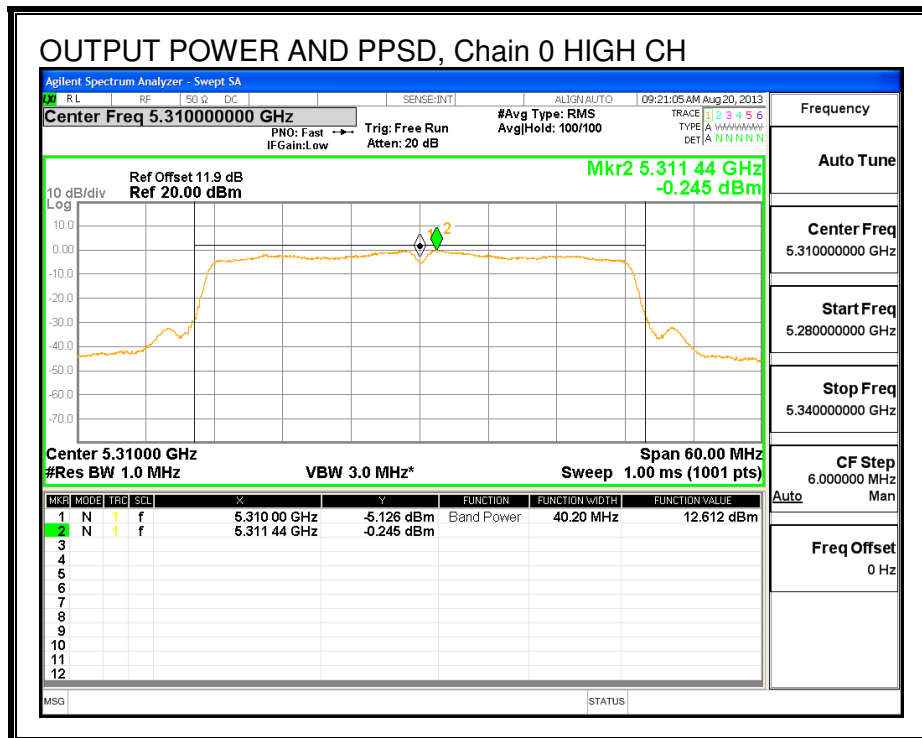 OUTPUT POWER AND PPSD, Chain 0 HIGH CH
Agilent Spectrum Analyzer - Swept SA
LXI RL RF 50 Ω DC SENSE:INT ALIGN AUTO 09:21:05 AM Aug 20, 2013
Center Freq 5.310000000 GHz
PNO: Fast
IFGain:Low
Trig: Free Run
Atten: 20 dB
#Avg Type: RMS
Avg|Hold: 100/100
TRACE 1 2 3 4 5 6
TYPE A WWWWW
DET A N N N N N
Mkr2 5.311 44 GHz
-0.245 dBm
Ref Offset 11.9 dB
10 dB/div Ref 20.00 dBm
Log
10.0
0.00
-10.0
-20.0
-30.0
-40.0
-50.0
-60.0
-70.0
1
2
Center 5.31000 GHz Span 60.00 MHz
#Res BW 1.0 MHz VBW 3.0 MHz* Sweep 1.00 ms (1001 pts)
MKR MODE TRC SCL X Y FUNCTION FUNCTION WIDTH FUNCTION VALUE
1 N 1 f 5.310 00 GHz -5.126 dBm Band Power 40.20 MHz 12.612 dBm
2 N 1 f 5.311 44 GHz -0.245 dBm
3
4
5
6
7
8
9
10
11
12
MSG STATUS
Frequency
Auto Tune
Center Freq
5.310000000 GHz
Start Freq
5.280000000 GHz
Stop Freq
5.340000000 GHz
CF Step
6.000000 MHz
Auto Man
Freq Offset
0 Hz